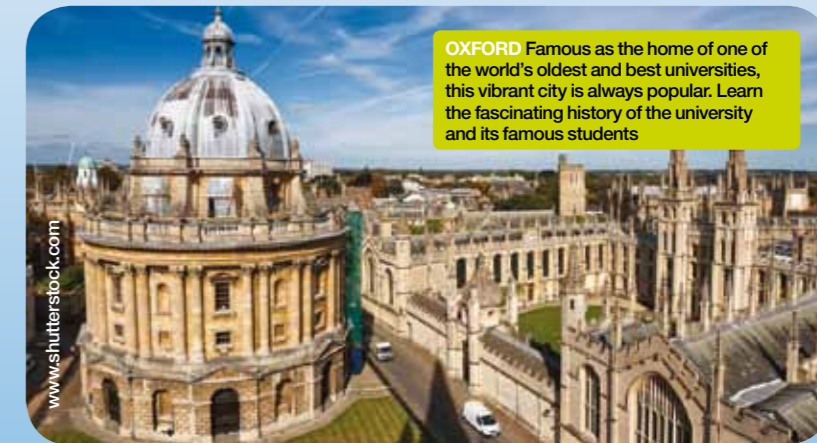 OXFORD Famous as the home of one of
the world's oldest and best universities,
this vibrant city is always popular. Learn
the fascinating history of the university
and its famous students
www.shutterstock.com